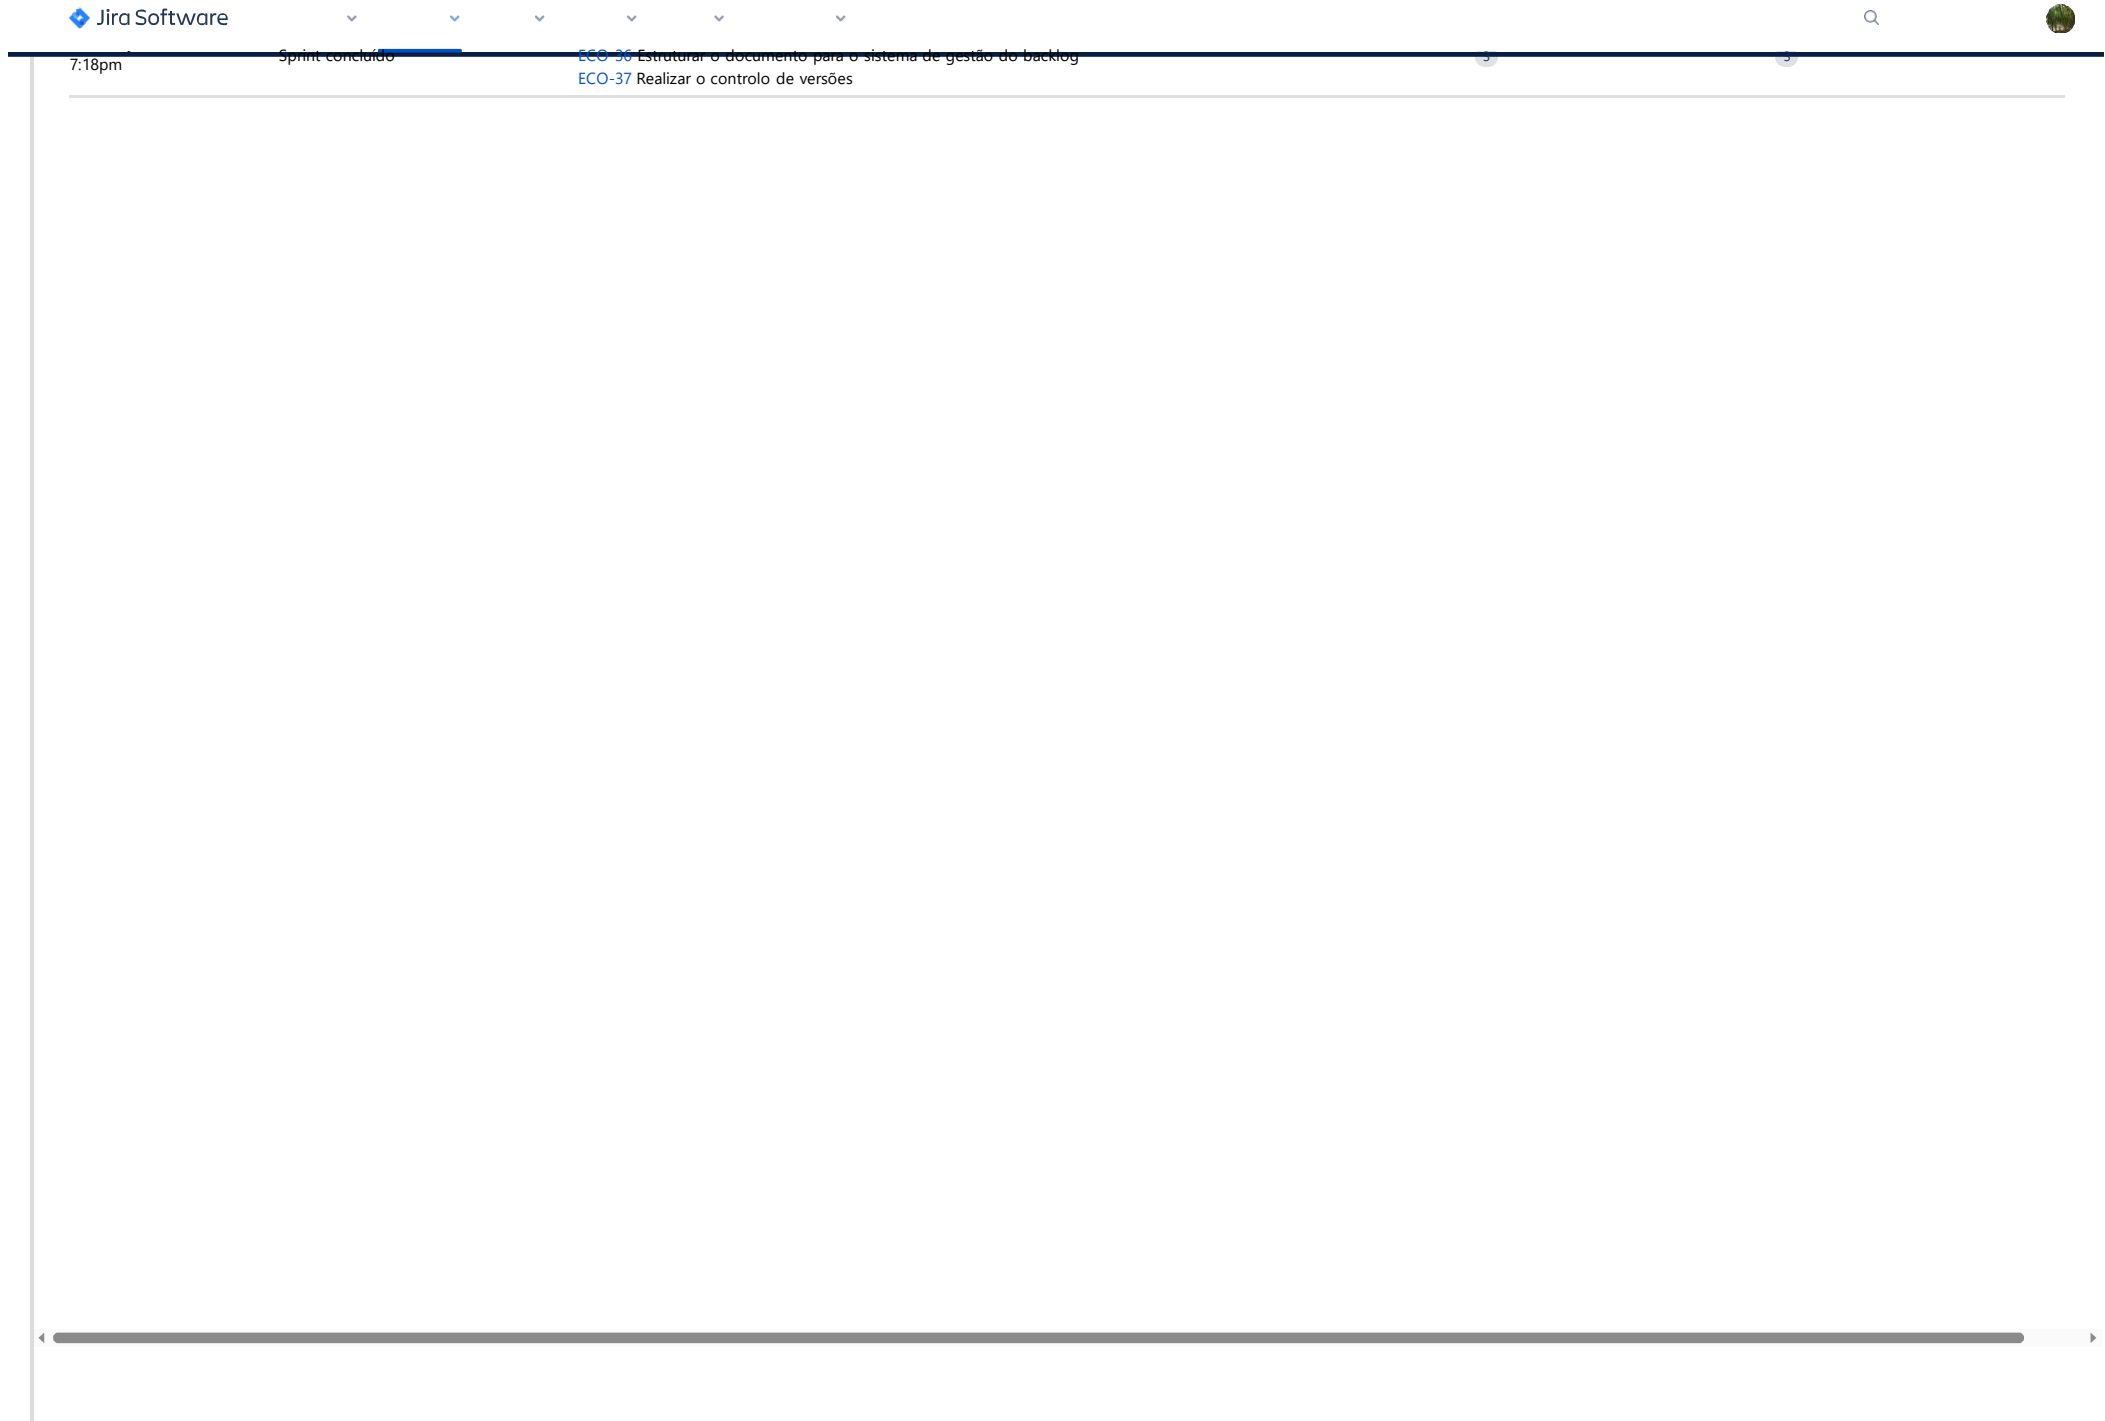 Jira Software
Sprint concluído
ECO-36 Estruturar o documento para o sistema de gestão do backlog
7:18pm
ECO-37 Realizar o controlo de versões